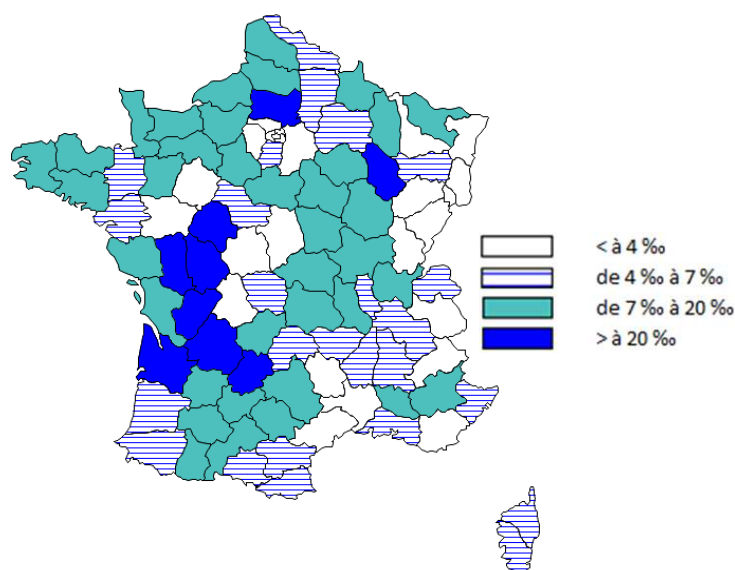 < à 4 ‰
de 4 ‰ à 7 ‰
de 7 ‰ à 20 ‰
> à 20 ‰